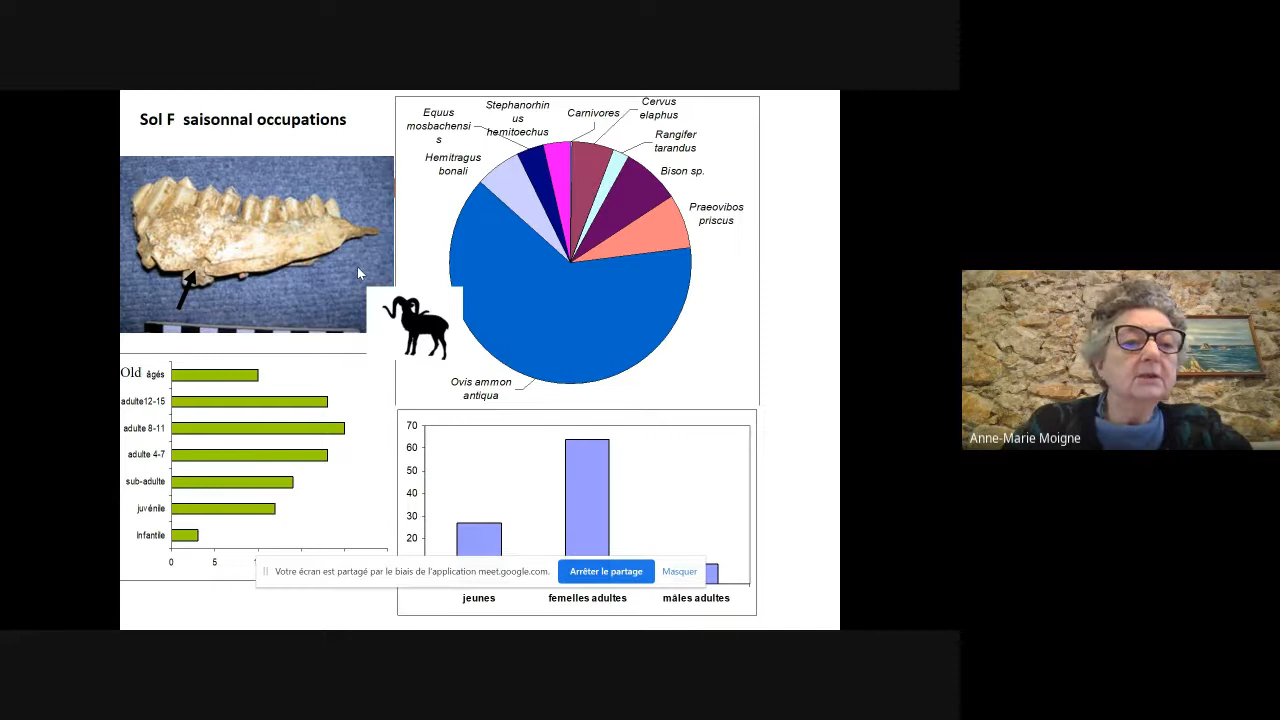 Sol F saisonnal occupations
Equus
mosbachensi
s
Stephanorhin
us
hemitoechus
Carnivores
Cervus
elaphus
Rangifer
tarandus
Hemitragus
bonali
Bison sp.
Praeovibos
priscus
Ovis ammon
antiqua
Old âgés
adulte12-15
adulte 8-11
adulte 4-7
sub-adulte
juvénile
Infantile
0 5
70
60
50
40
30
20
jeunes femelles adultes mâles adultes
Votre écran est partagé par le biais de l'application meet.google.com. Arrêter le partage Masquer
Anne-Marie Moigne